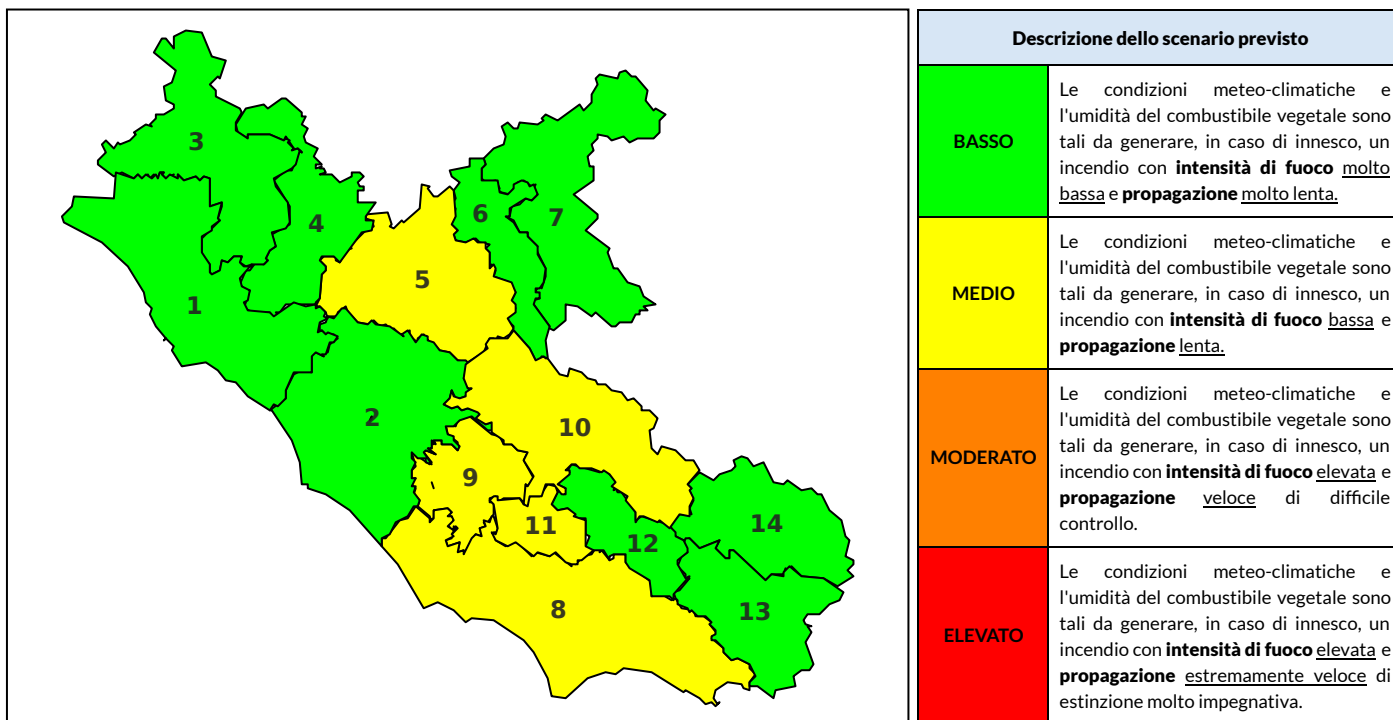 3
4
6
7
5
1
2
10
9
11
14
12
8
13
Descrizione dello scenario previsto
BASSO
Le condizioni meteo-climatiche e
l'umidità del combustibile vegetale sono
tali da generare, in caso di innesco, un
incendio con intensità di fuoco molto
bassa e propagazione molto lenta.
MEDIO
Le condizioni meteo-climatiche e
l'umidità del combustibile vegetale sono
tali da generare, in caso di innesco, un
incendio con intensità di fuoco bassa e
propagazione lenta.
MODERATO
Le condizioni meteo-climatiche e
l'umidità del combustibile vegetale sono
tali da generare, in caso di innesco, un
incendio con intensità di fuoco elevata e
propagazione veloce di difficile
controllo.
ELEVATO
Le condizioni meteo-climatiche e
l'umidità del combustibile vegetale sono
tali da generare, in caso di innesco, un
incendio con intensità di fuoco elevata e
propagazione estremamente veloce di
estinzione molto impegnativa.